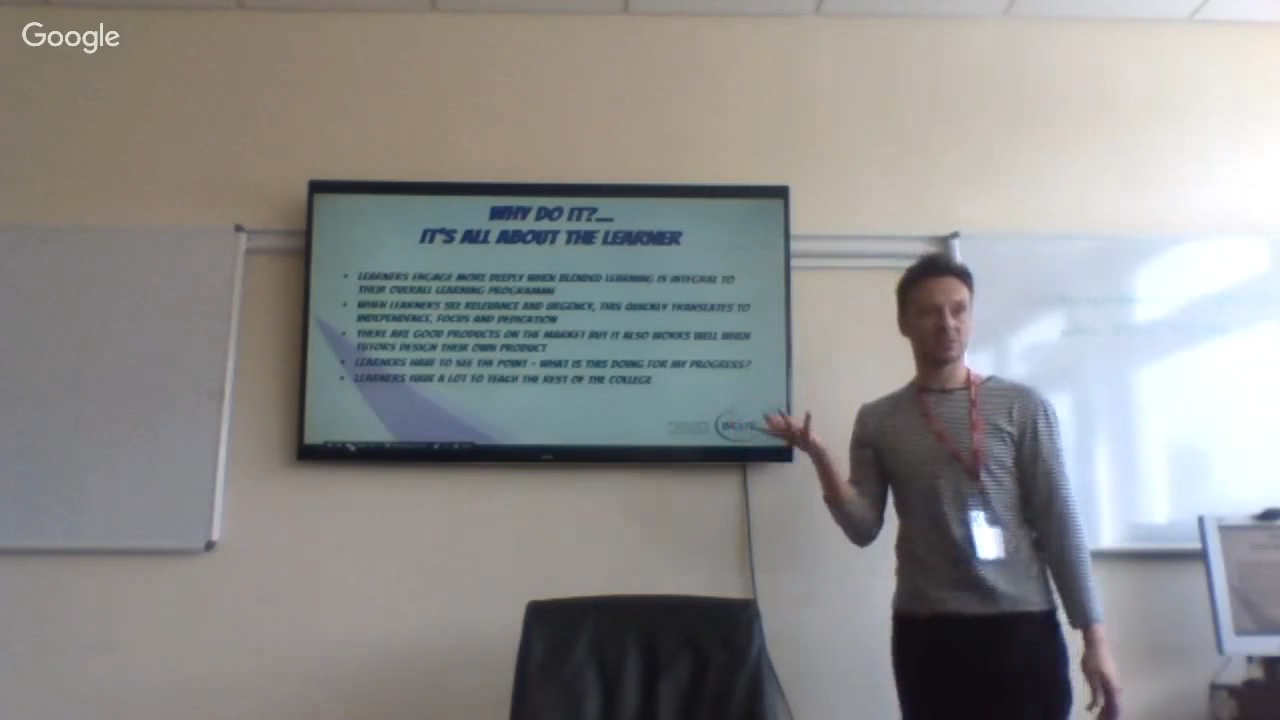 Google
WHY DO IT?....
IT'S ALL ABOUT THE LEARNER
• LEARNERS ENGAGE MORE DEEPLY WHEN BLENDED LEARNING IS INTEGRAL TO
THEIR OVERALL LEARNING PROGRAMME
• WHEN LEARNERS SEE RELEVANCE AND URGENCY, THIS QUICKLY TRANSLATES TO
INDEPENDENCE, FOCUS AND DEDICATION
• THERE ARE GOOD PRODUCTS ON THE MARKET BUT IT ALSO WORKS WELL WHEN
TUTORS DESIGN THEIR OWN PRODUCT
• LEARNERS HAVE TO SEE THE POINT - WHAT IS THIS DOING FOR MY PROGRESS?
• LEARNERS HAVE A LOT TO TEACH THE REST OF THE COLLEGE